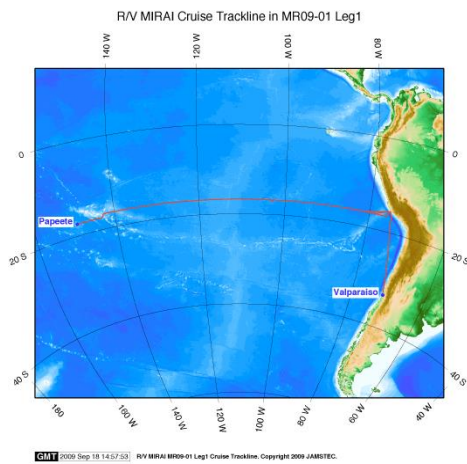 R/V MIRAI Cruise Trackline in MR09-01 Leg1
140 W
120 W
100 W
80 W
0
0
Papeete
20 S
20 S
Valparaiso
40 S
40 S
180
160 W
140 W
120 W
100 W
80 W
60 W
40 W
GMT 2009 Sep 18 14:57:53 R/V MIRAI MR09-01 Leg1 Cruise Trackline. Copyright 2009 JAMSTEC.